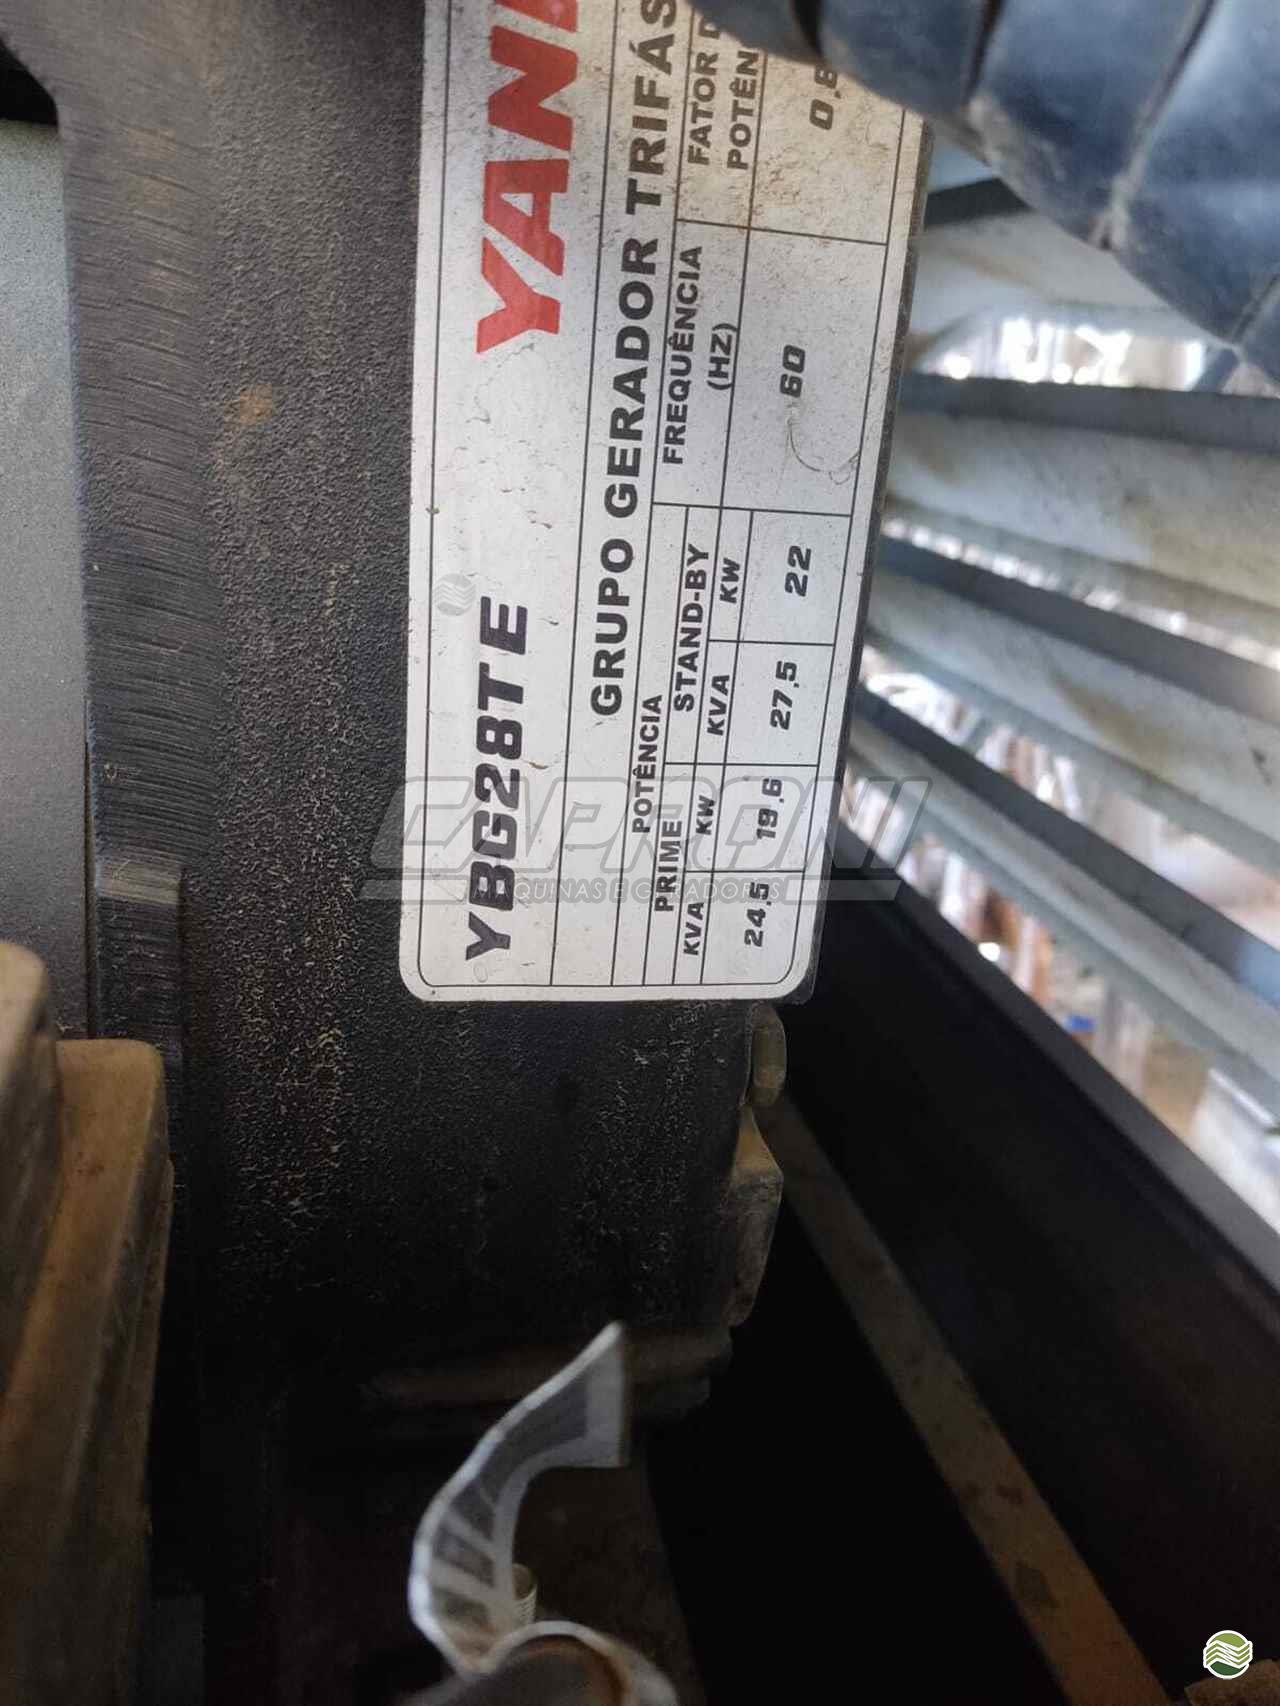 YBG28TE
GRUPO GERADOR TRIFÁS
POTÊNCIA FREQUÊNCIA FATOR D
PRIME STAND-BY (HZ) POTÊN
KVA KW KVA KW
24,5 19,6 27,5 22 60 0,8
CAPRONI
MÁQUINAS E GERADORES